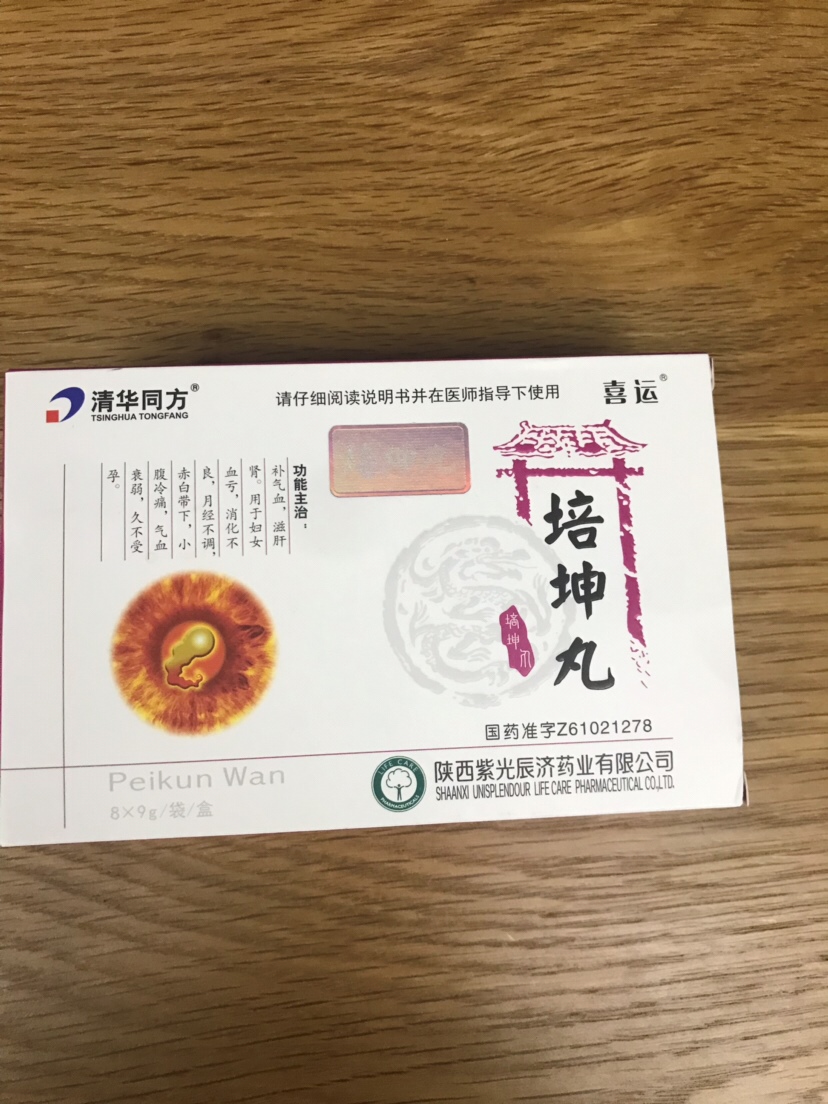 清华同方®
TSINGHUA TONGFANG
请仔细阅读说明书并在医师指导下使用
喜运®
功能主治：
补气血，滋肝
肾。用于妇女
血亏，消化不
良，月经不调，
赤白带下，小
腹冷痛，气血
衰弱，久不受
孕。
培坤丸
培坤丸
国药准字Z61021278
Peikun Wan
8×9g/袋/盒
LIFE CARE
PHARMACEUTICALS
陕西紫光辰济药业有限公司
SHAANXI UNISPLENDOUR LIFE CARE PHARMACEUTICAL CO.,LTD.